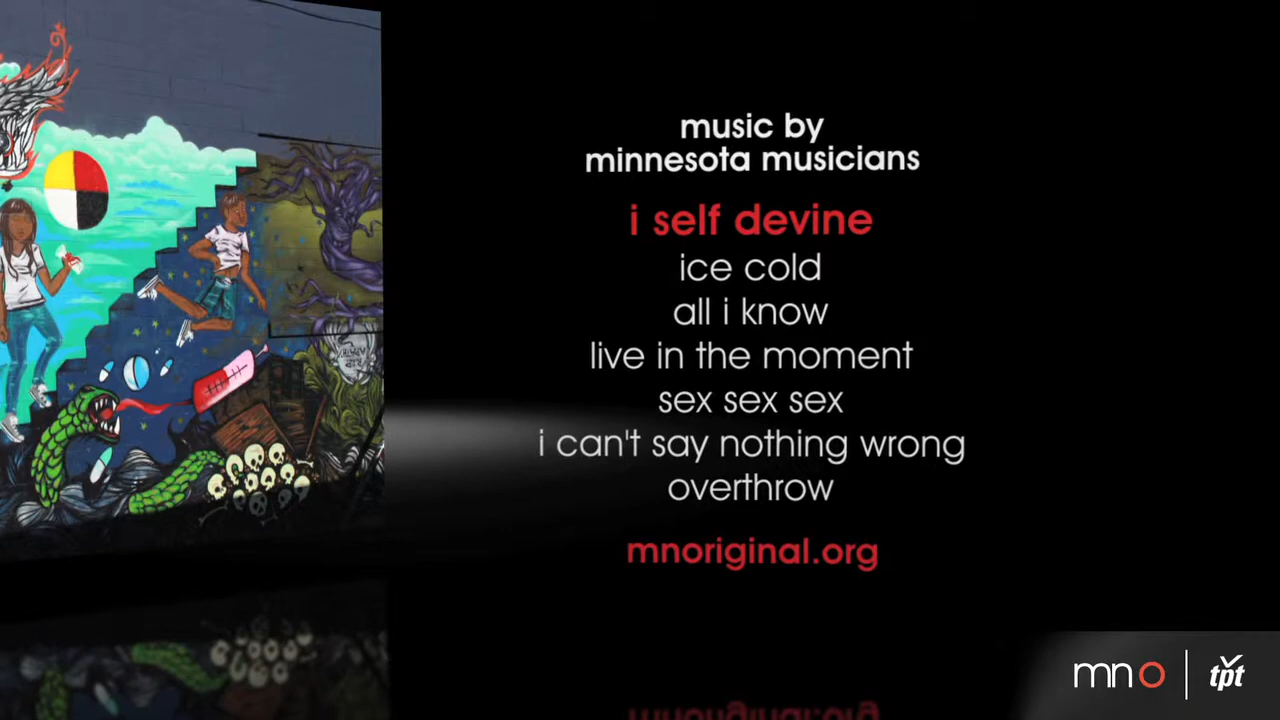 music by
minnesota musicians
i self devine
ice cold
all i know
live in the moment
sex sex sex
i can't say nothing wrong
overthrow
mnoriginal.org
mn o
tpt